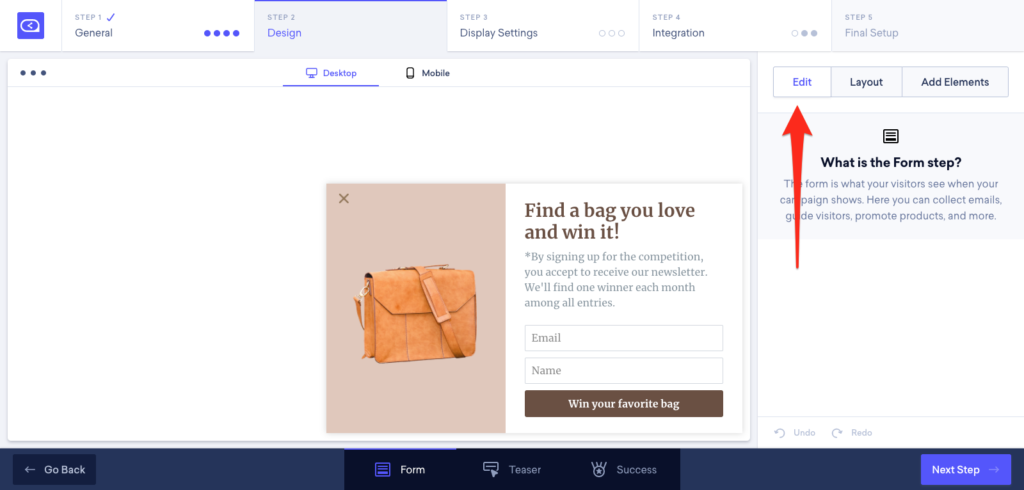 STEP 1
General
STEP 2
Design
STEP 3
Display Settings
STEP 4
Integration
STEP 5
Final Setup
Desktop
Mobile
Edit
Layout
Add Elements
What is the Form step?
The form is what your visitors see when your
campaign shows. Here you can collect emails,
guide visitors, promote products, and more.
Find a bag you love
and win it!
*By signing up for the competition,
you accept to receive our newsletter.
We'll find one winner each month
among all entries.
Email
Name
Win your favorite bag
Undo
Redo
Go Back
Form
Teaser
Success
Next Step